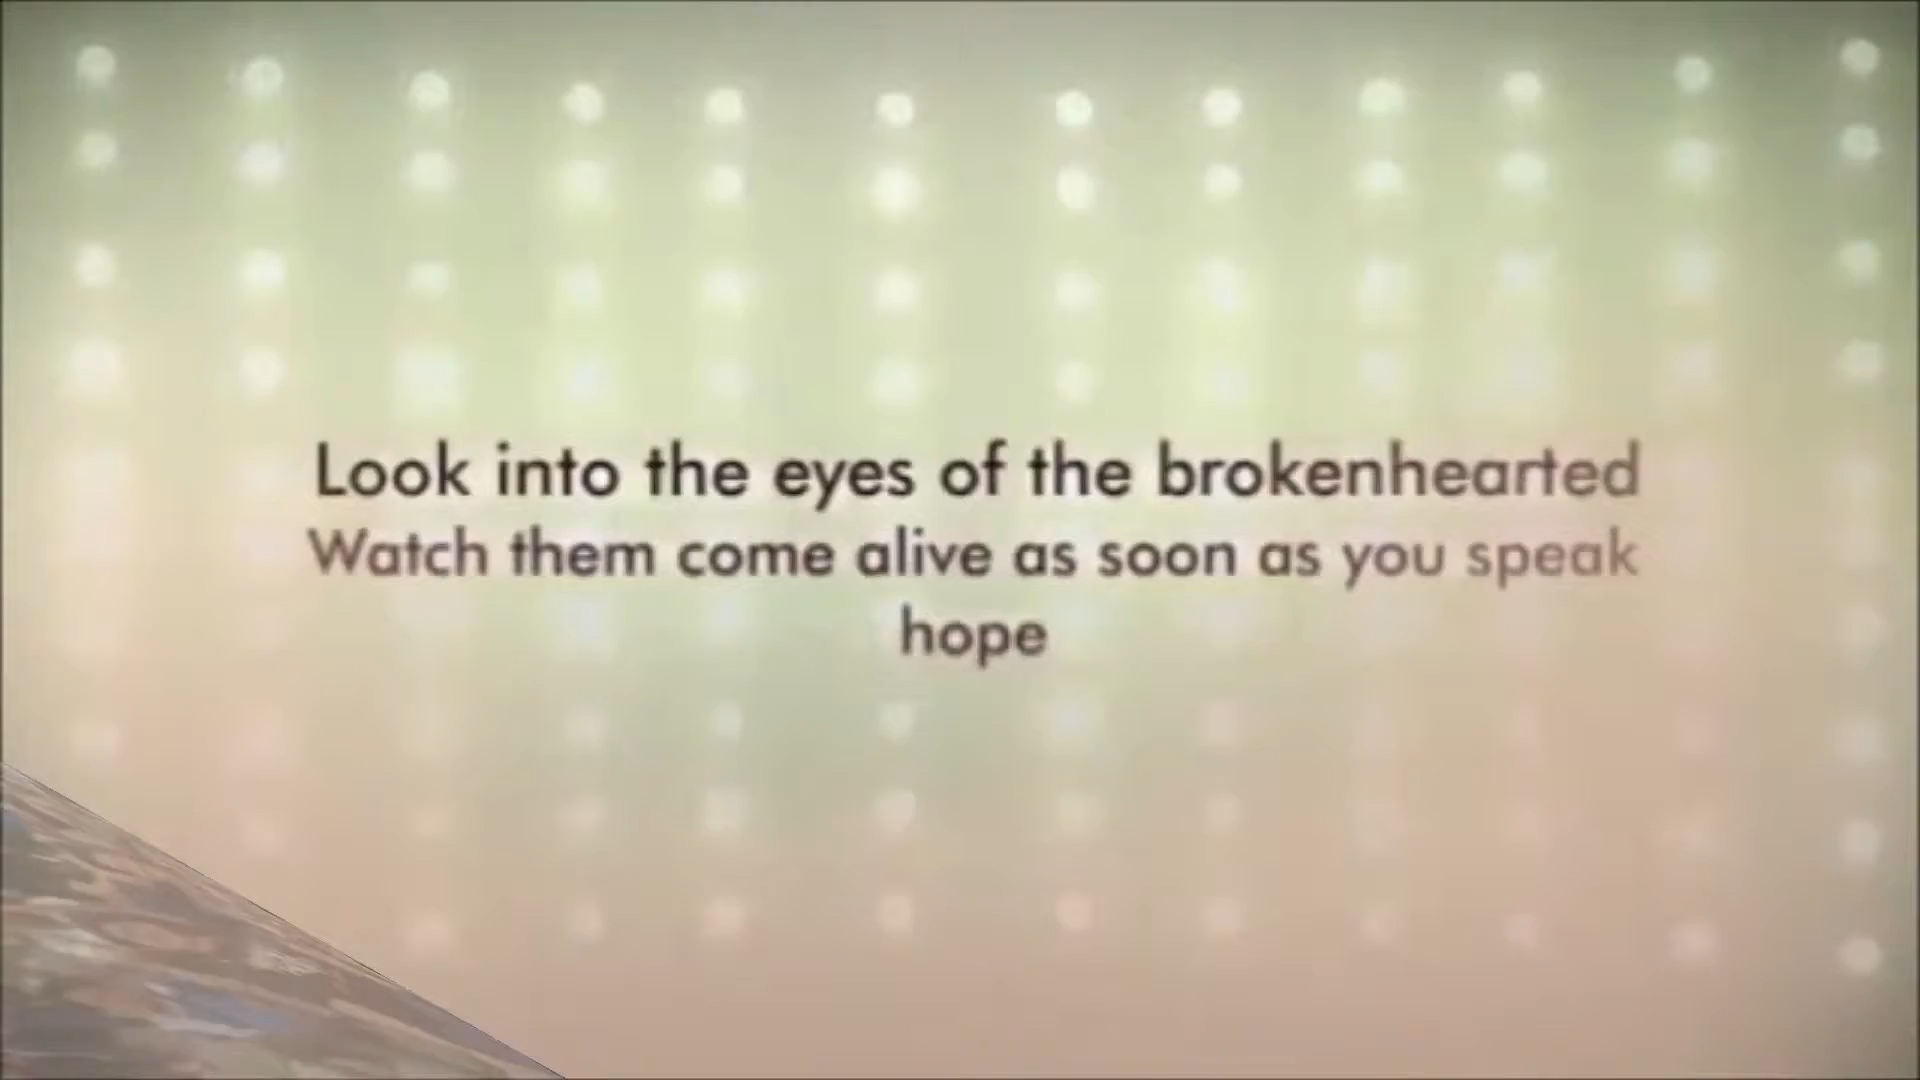 Look into the eyes of the brokenhearted
Watch them come alive as soon as you speak
hope